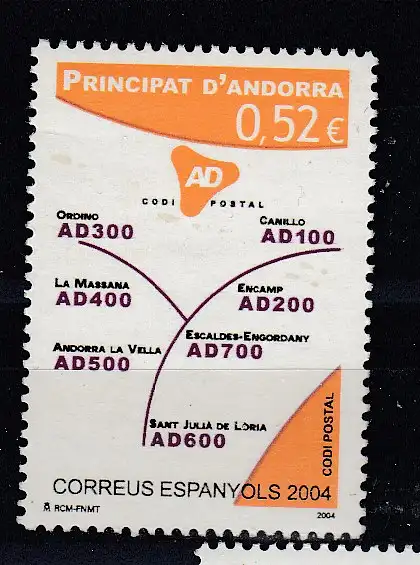 PRINCIPAT D'ANDORRA
0,52 €
AD
CODI POSTAL
ORDINO
AD300
CANILLO
AD100
LA MASSANA
AD400
ENCAMP
AD200
ANDORRA LA VELLA
AD500
ESCALDES-ENGORDANY
AD700
SANT JULIÀ DE LÒRIA
AD600
CODI POSTAL
CORREUS ESPANYOLS 2004
RCM-FNMT
2004